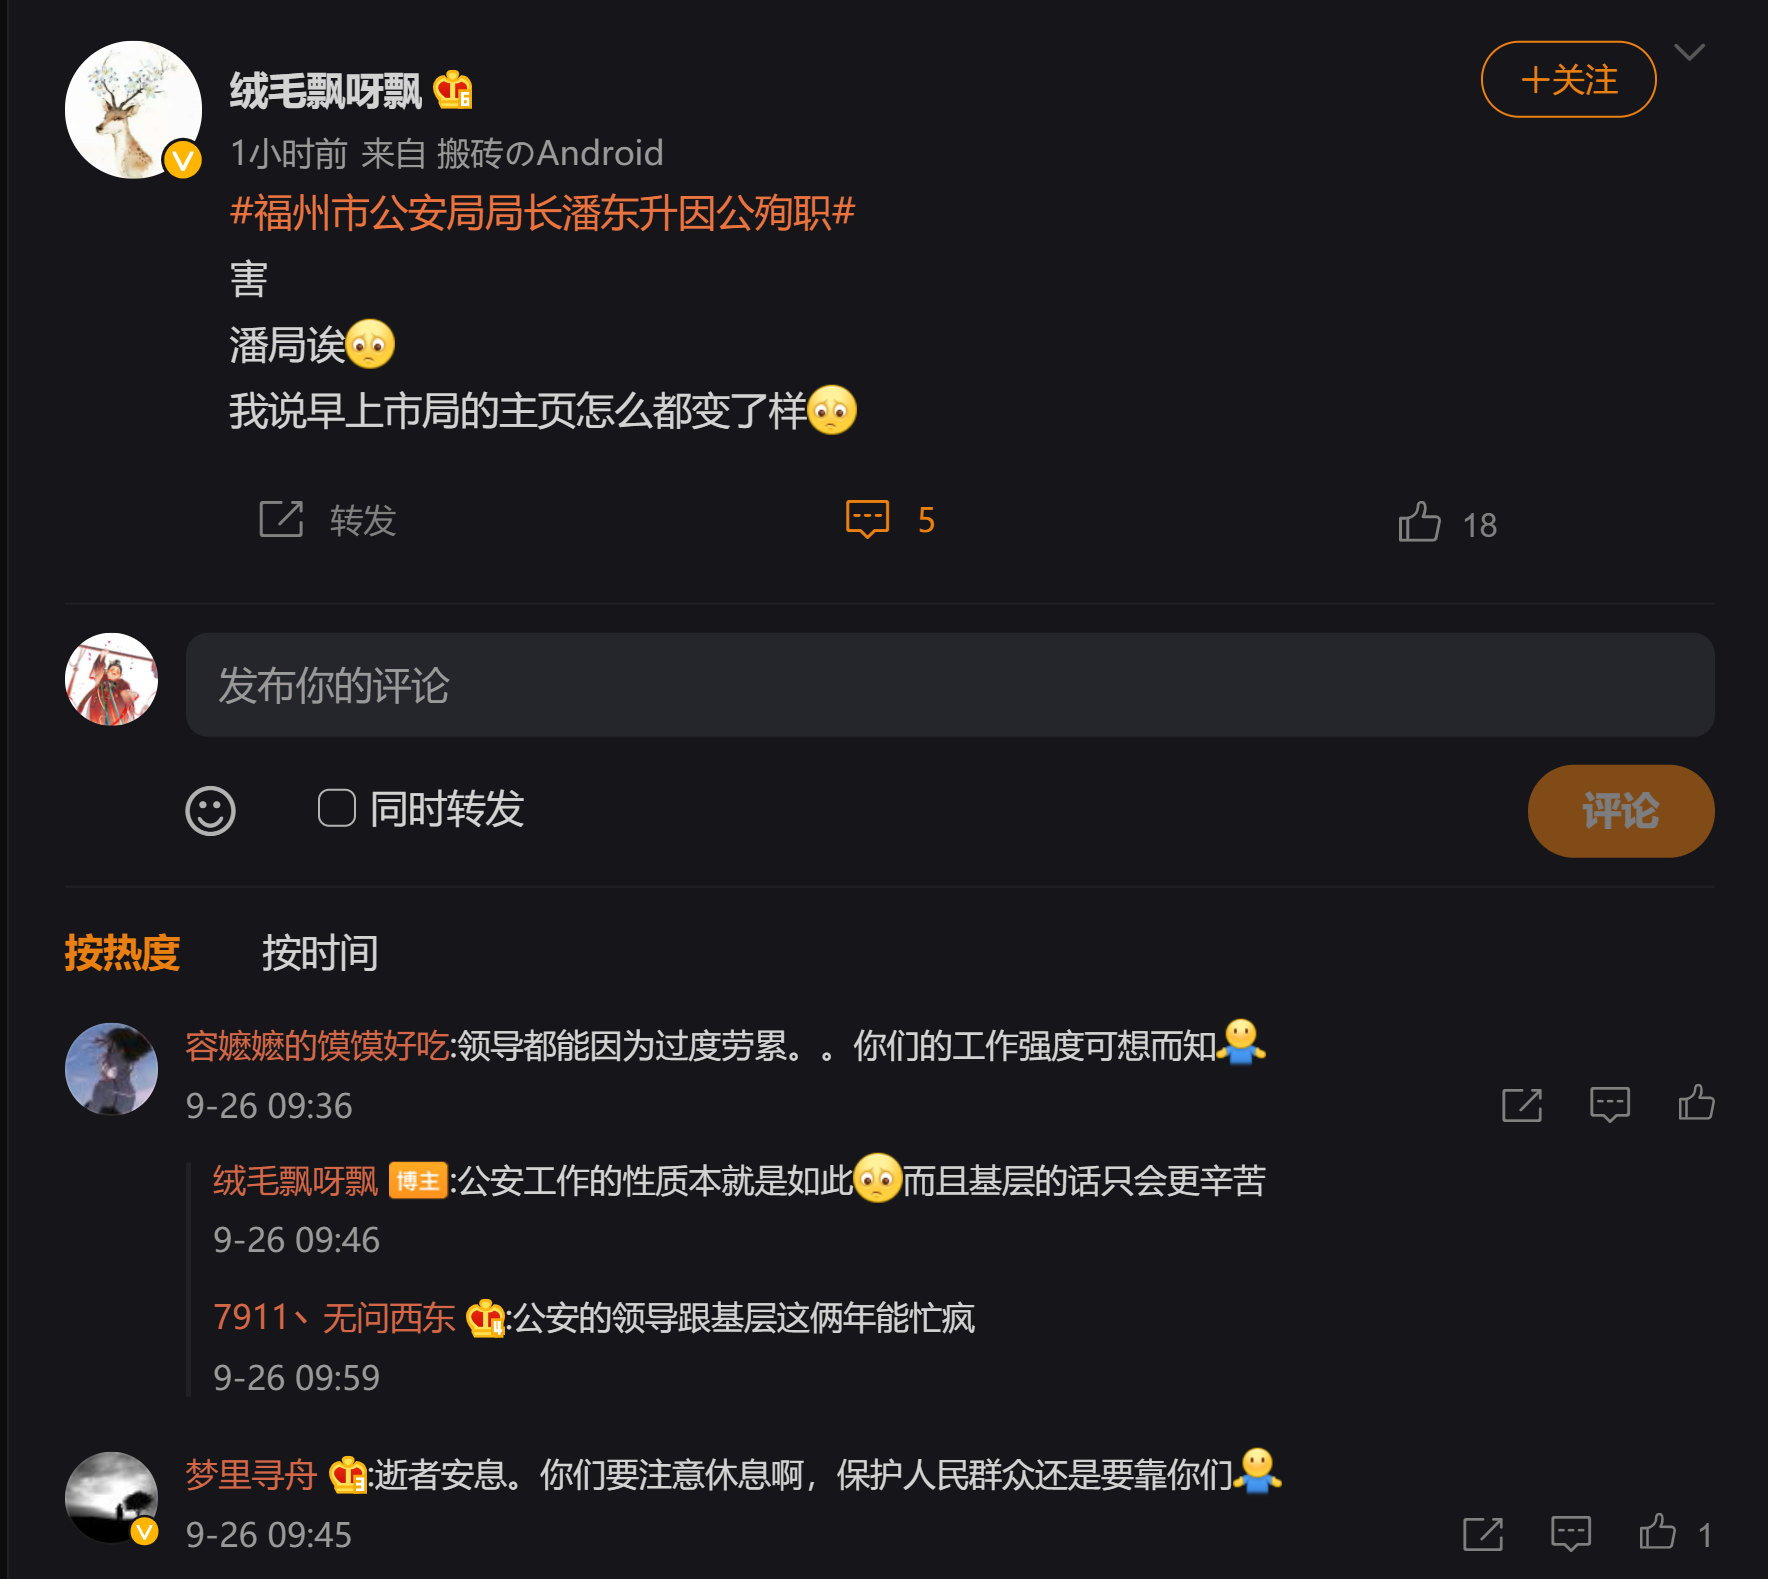 绒毛飘呀飘 6
+关注
1小时前 来自 搬砖のAndroid
#福州市公安局局长潘东升因公殉职#
害
潘局诶
我说早上市局的主页怎么都变了样
转发
5
18
发布你的评论
同时转发
评论
按热度 按时间
容嬷嬷的馍馍好吃:领导都能因为过度劳累。。你们的工作强度可想而知
9-26 09:36
绒毛飘呀飘 博主:公安工作的性质本就是如此而且基层的话只会更辛苦
9-26 09:46
7911丶无问西东 4:公安的领导跟基层这俩年能忙疯
9-26 09:59
梦里寻舟 3:逝者安息。你们要注意休息啊，保护人民群众还是要靠你们
9-26 09:45
1